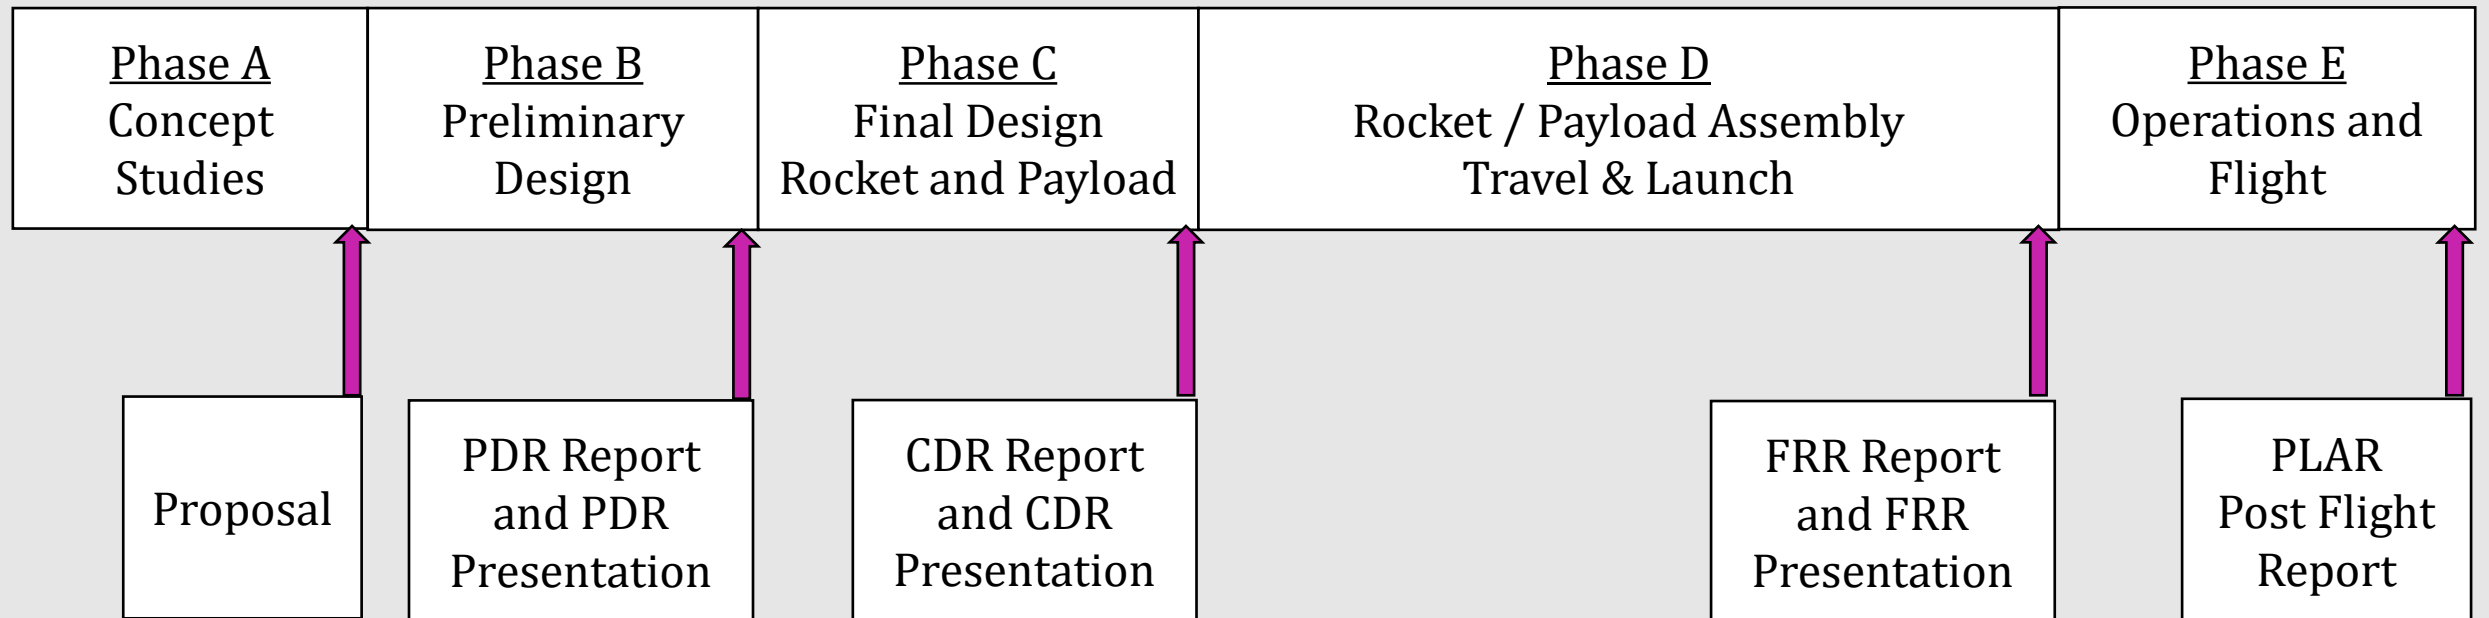 Phase A
Concept
Studies
Phase B
Preliminary
Design
Phase C
Final Design
Rocket and Payload
Phase D
Rocket / Payload Assembly
Travel & Launch
Phase E
Operations and
Flight
Proposal
PDR Report
and PDR
Presentation
CDR Report
and CDR
Presentation
FRR Report
and FRR
Presentation
PLAR
Post Flight
Report